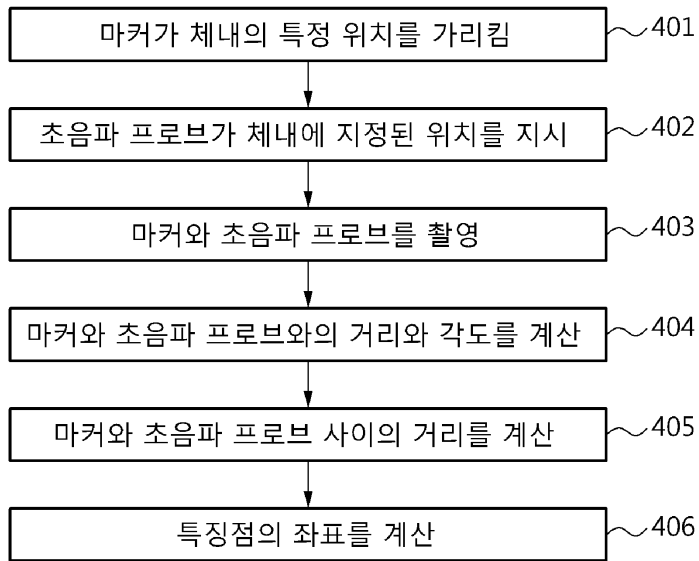 마커가 체내의 특정 위치를 가리킴 401
초음파 프로브가 체내에 지정된 위치를 지시 402
마커와 초음파 프로브를 촬영 403
마커와 초음파 프로브와의 거리와 각도를 계산 404
마커와 초음파 프로브 사이의 거리를 계산 405
특징점의 좌표를 계산 406